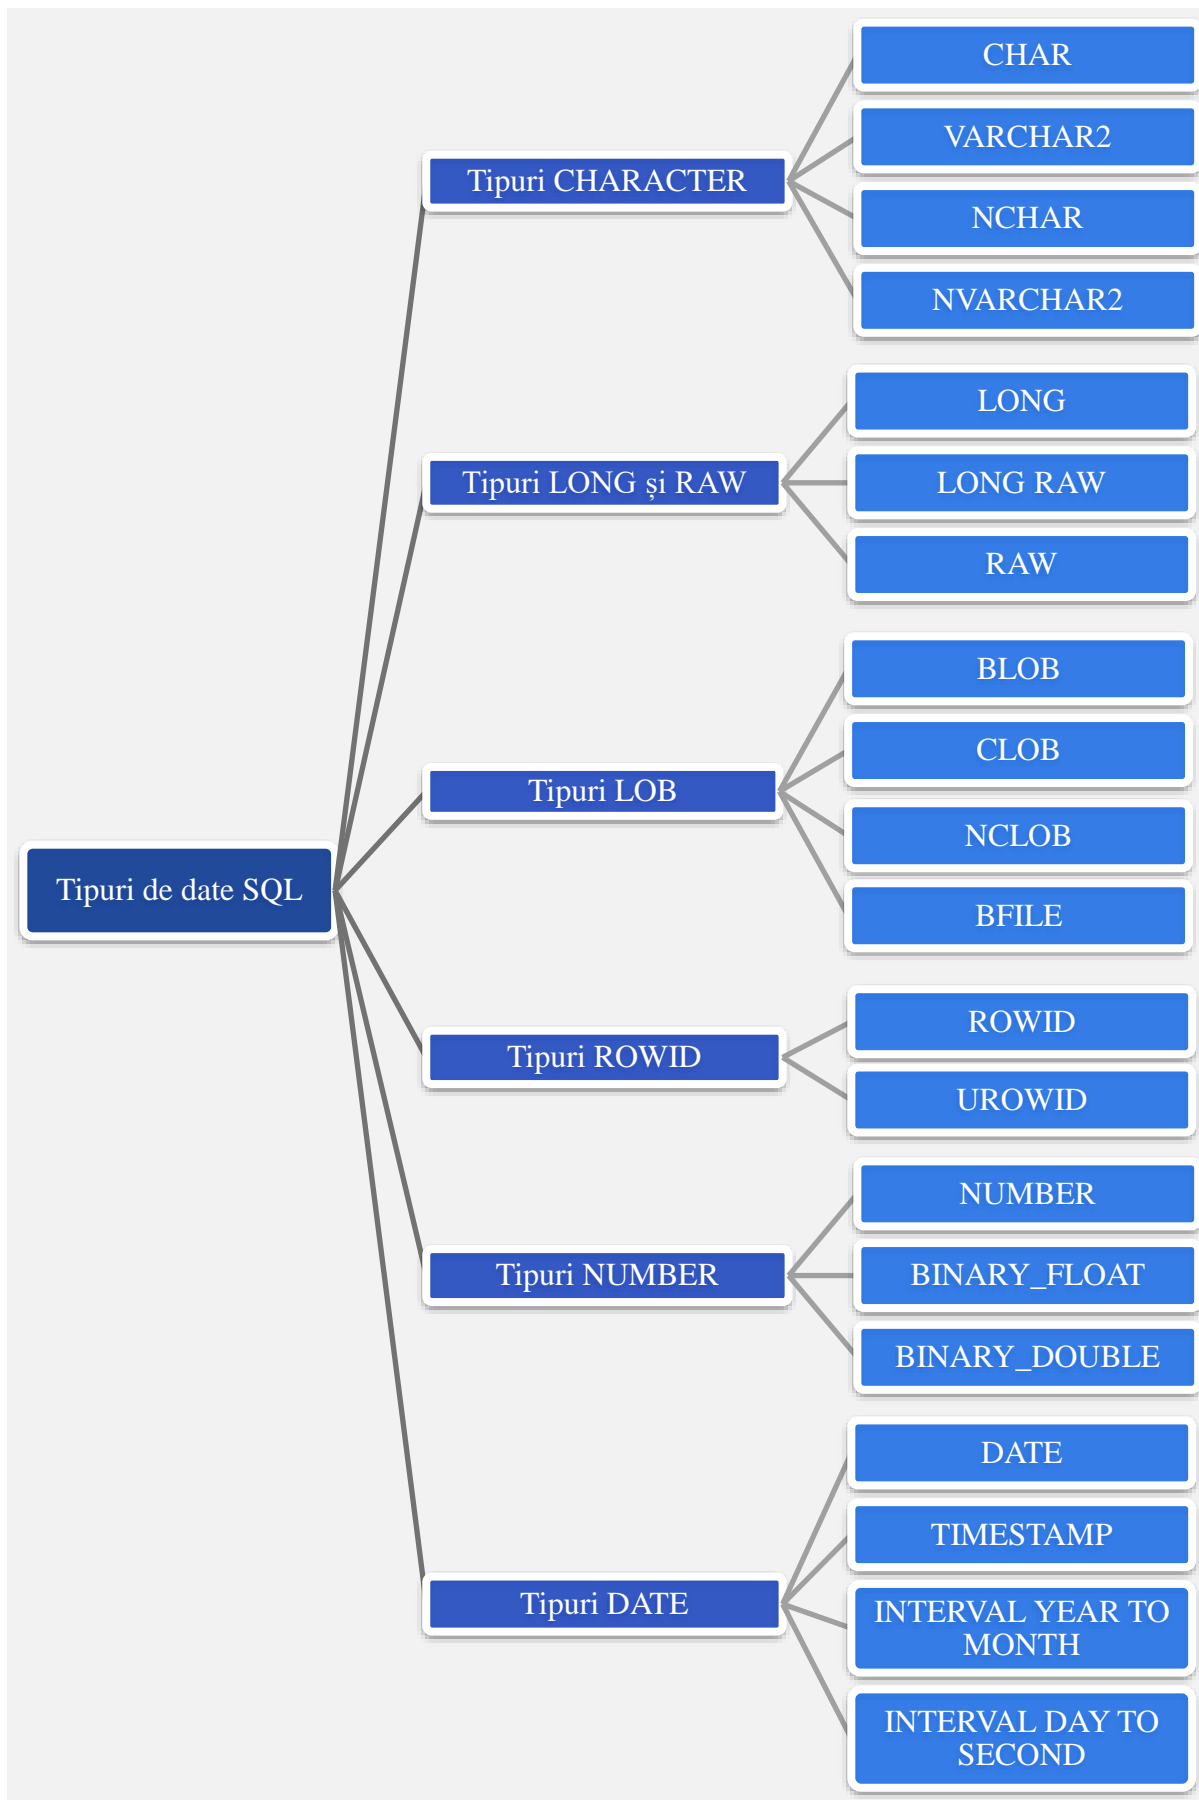 Tipuri de date SQL
Tipuri CHARACTER
CHAR
VARCHAR2
NCHAR
NVARCHAR2
Tipuri LONG și RAW
LONG
LONG RAW
RAW
Tipuri LOB
BLOB
CLOB
NCLOB
BFILE
Tipuri ROWID
ROWID
UROWID
Tipuri NUMBER
NUMBER
BINARY_FLOAT
BINARY_DOUBLE
Tipuri DATE
DATE
TIMESTAMP
INTERVAL YEAR TO
MONTH
INTERVAL DAY TO
SECOND